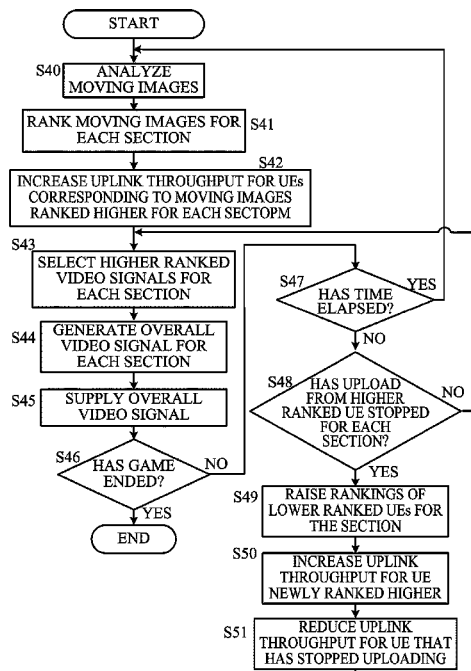 START
S40
ANALYZE
MOVING IMAGES
RANK MOVING IMAGES FOR
EACH SECTION
S41
S42
INCREASE UPLINK THROUGHPUT FOR UEs
CORRESPONDING TO MOVING IMAGES
RANKED HIGHER FOR EACH SECTOPM
S43
SELECT HIGHER RANKED
VIDEO SIGNALS FOR
EACH SECTION
S44
GENERATE OVERALL
VIDEO SIGNAL FOR
EACH SECTION
S45
SUPPLY OVERALL
VIDEO SIGNAL
S46
HAS GAME
ENDED?
NO
YES
END
S47
HAS TIME
ELAPSED?
YES
NO
S48
HAS UPLOAD
FROM HIGHER
RANKED UE STOPPED
FOR EACH
SECTION?
NO
YES
S49
RAISE RANKINGS OF
LOWER RANKED UEs FOR
THE SECTION
S50
INCREASE UPLINK
THROUGHPUT FOR UE
NEWLY RANKED HIGHER
S51
REDUCE UPLINK
THROUGHPUT FOR UE THAT
HAS STOPPED UPLOADING